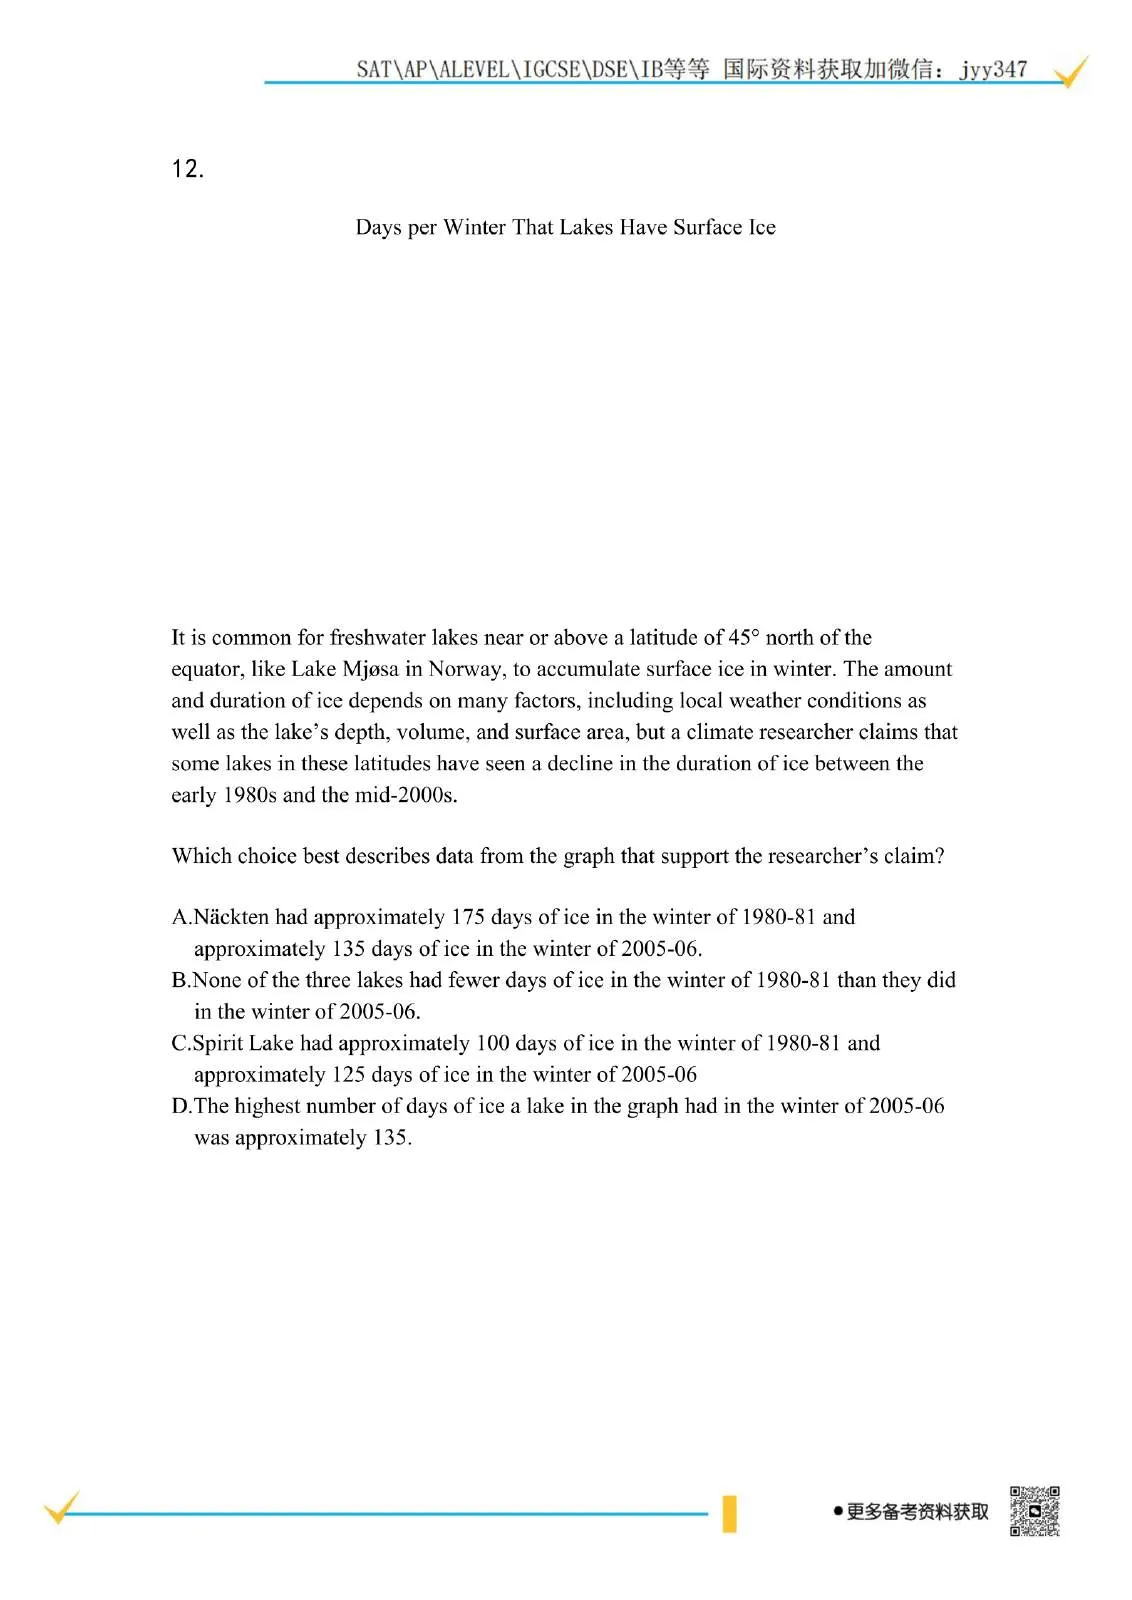 SAT\AP\ALEVEL\IGCSE\DSE\IB等等 国际资料获取加微信：jyy347
12.
Days per Winter That Lakes Have Surface Ice
It is common for freshwater lakes near or above a latitude of 45° north of the
equator, like Lake Mjøsa in Norway, to accumulate surface ice in winter. The amount
and duration of ice depends on many factors, including local weather conditions as
well as the lake's depth, volume, and surface area, but a climate researcher claims that
some lakes in these latitudes have seen a decline in the duration of ice between the
early 1980s and the mid-2000s.
Which choice best describes data from the graph that support the researcher's claim?
A.Näckten had approximately 175 days of ice in the winter of 1980-81 and
approximately 135 days of ice in the winter of 2005-06.
B.None of the three lakes had fewer days of ice in the winter of 1980-81 than they did
in the winter of 2005-06.
C.Spirit Lake had approximately 100 days of ice in the winter of 1980-81 and
approximately 125 days of ice in the winter of 2005-06
D.The highest number of days of ice a lake in the graph had in the winter of 2005-06
was approximately 135.
●更多备考资料获取